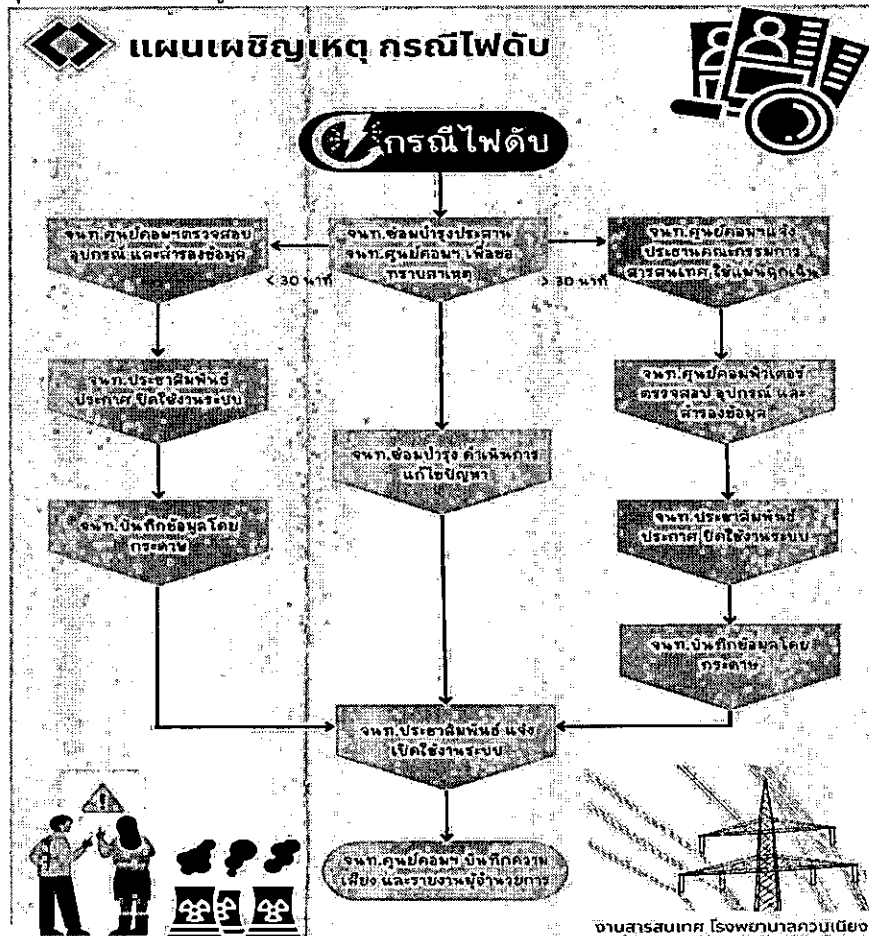 แผนเผชิญเหตุ กรณีไฟดับ
กรณีไฟดับ
จนท.ศูนย์คอมฯตรวจสอบ
อุปกรณ์ และสำรองข้อมูล
< 30 นาที
จนท.ซ่อมบำรุงประสาน
จนท.ศูนย์คอมฯ เพื่อขอ
ทราบสาเหตุ
> 30 นาที
จนท.ศูนย์คอมฯแจ้ง
ประธานคณะกรรมการ
สารสนเทศ ใช้แผนฉุกเฉิน
จนท.ประชาสัมพันธ์
ประกาศ ปิดใช้งานระบบ
จนท.ศูนย์คอมพิวเตอร์
ตรวจสอบ อุปกรณ์ และ
สำรองข้อมูล
จนท.ซ่อมบำรุง ดำเนินการ
แก้ไขปัญหา
จนท.บันทึกข้อมูลโดย
กระดาษ
จนท.ประชาสัมพันธ์
ประกาศ ปิดใช้งานระบบ
จนท.บันทึกข้อมูลโดย
กระดาษ
จนท.ประชาสัมพันธ์ แจ้ง
เปิดใช้งานระบบ
จนท.ศูนย์คอมฯ บันทึกความ
เสี่ยง และรายงานผู้อำนวยการ
งานสารสนเทศ โรงพยาบาลควนเนียง